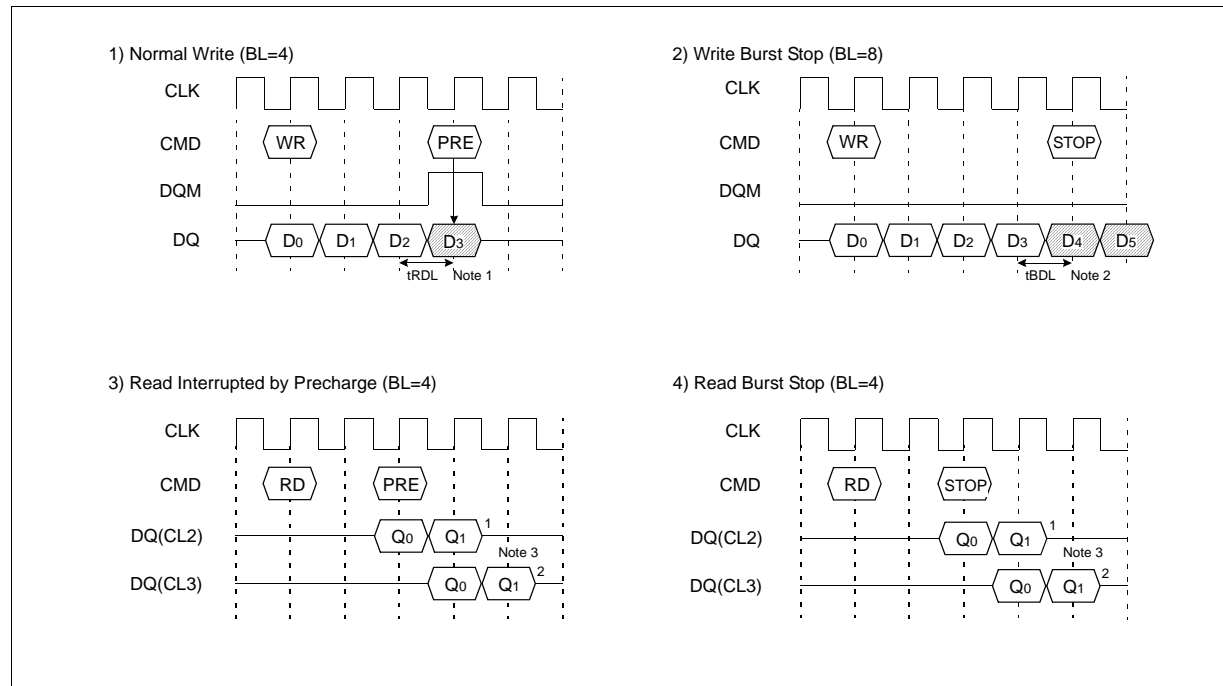 1) Normal Write (BL=4)
CLK
CMD WR PRE
DQM
DQ D0 D1 D2 D3
tRDL Note 1
2) Write Burst Stop (BL=8)
CLK
CMD WR STOP
DQM
DQ D0 D1 D2 D3 D4 D5
tBDL Note 2
3) Read Interrupted by Precharge (BL=4)
CLK
CMD RD PRE
DQ(CL2) Q0 Q1 1
Note 3
DQ(CL3) Q0 Q1 2
4) Read Burst Stop (BL=4)
CLK
CMD RD STOP
DQ(CL2) Q0 Q1 1
Note 3
DQ(CL3) Q0 Q1 2